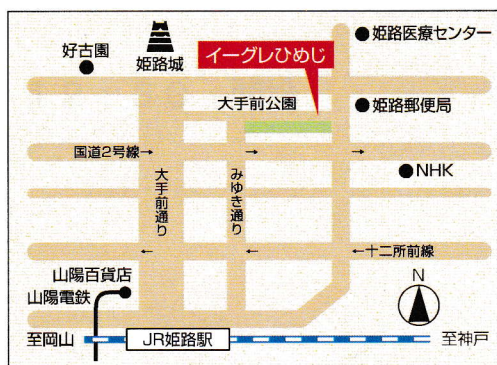 好古園
姫路城
イーグレひめじ
姫路医療センター
大手前公園
姫路郵便局
国道2号線→
→
→
大手前通り
みゆき通り
NHK
←
←
←十二所前線
山陽百貨店
山陽電鉄
N
至岡山
JR姫路駅
至神戸